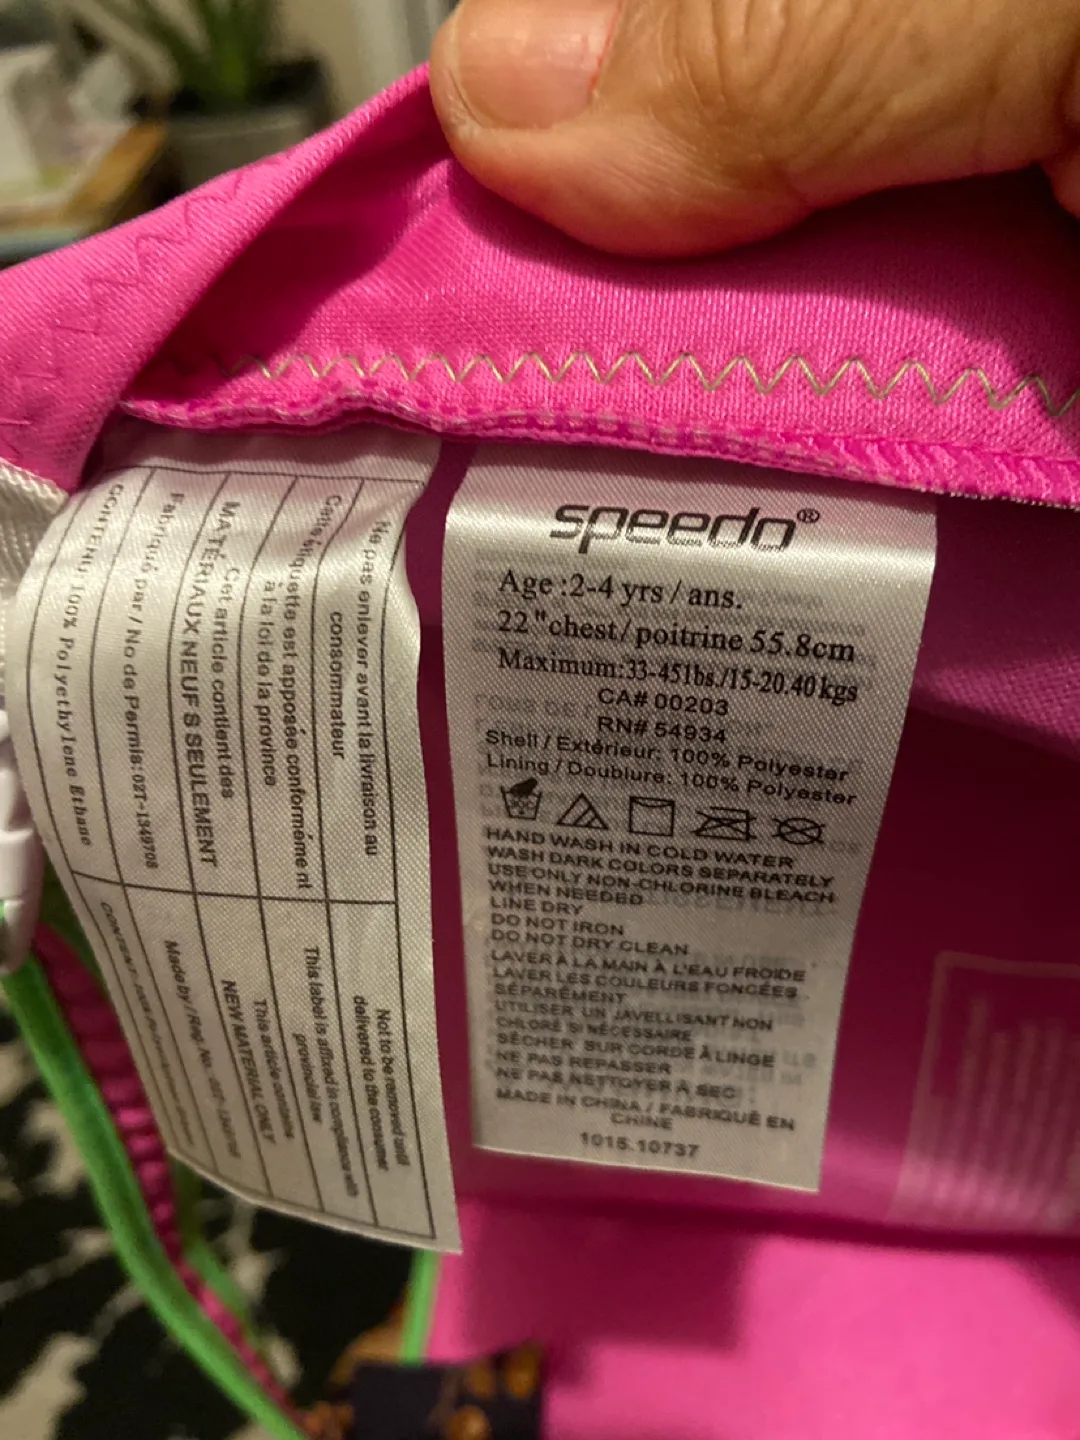 speedo®
Age :2-4 yrs / ans.
22"chest/poitrine 55.8cm
Maximum:33-45lbs./15-20.40kgs
CA# 00203
RN# 54934
Shell / Extérieur: 100% Polyester
Lining / Doublure: 100% Polyester
HAND WASH IN COLD WATER
WASH DARK COLORS SEPARATELY
USE ONLY NON-CHLORINE BLEACH
WHEN NEEDED
LINE DRY
DO NOT IRON
DO NOT DRY CLEAN
LAVER À LA MAIN À L'EAU FROIDE
LAVER LES COULEURS FONCÉES
SÉPARÉMENT
UTILISER UN JAVELLISANT NON
CHLORÉ SI NÉCESSAIRE
SÉCHER SUR CORDE À LINGE
NE PAS REPASSER
NE PAS NETTOYER À SEC
MADE IN CHINA / FABRIQUÉ EN
CHINE
1015.10737
Ne pas enlever avant la livraison au
consommateur
Cette étiquette est apposée conformément
à la loi de la province
Cet article contient des
MATÉRIAUX NEUFS SEULEMENT
Fabriqué par / No de Permis: 02T-1349708
CONTENU: 100% Polyethylene Ethane
Not to be removed until
delivered to the consumer
This label is affixed in compliance with
provincial law
This article contains
NEW MATERIAL ONLY
Made by / Reg. No.
CONTENT: 100%